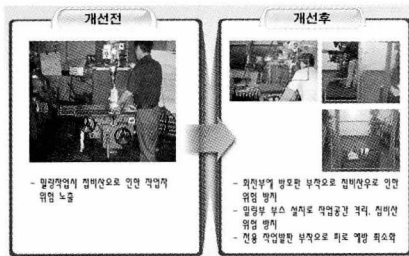 개선전
개선후
- 밀링작업시 칩비산으로 인한 작업자
위험 노출
- 회전부에 방호판 부착으로 칩비산으로 인한
위험 방지
- 밀링부 부스 설치로 작업공간 격리, 칩비산
위험 방지
- 전용 작업발판 부착으로 피로 예방 최소화